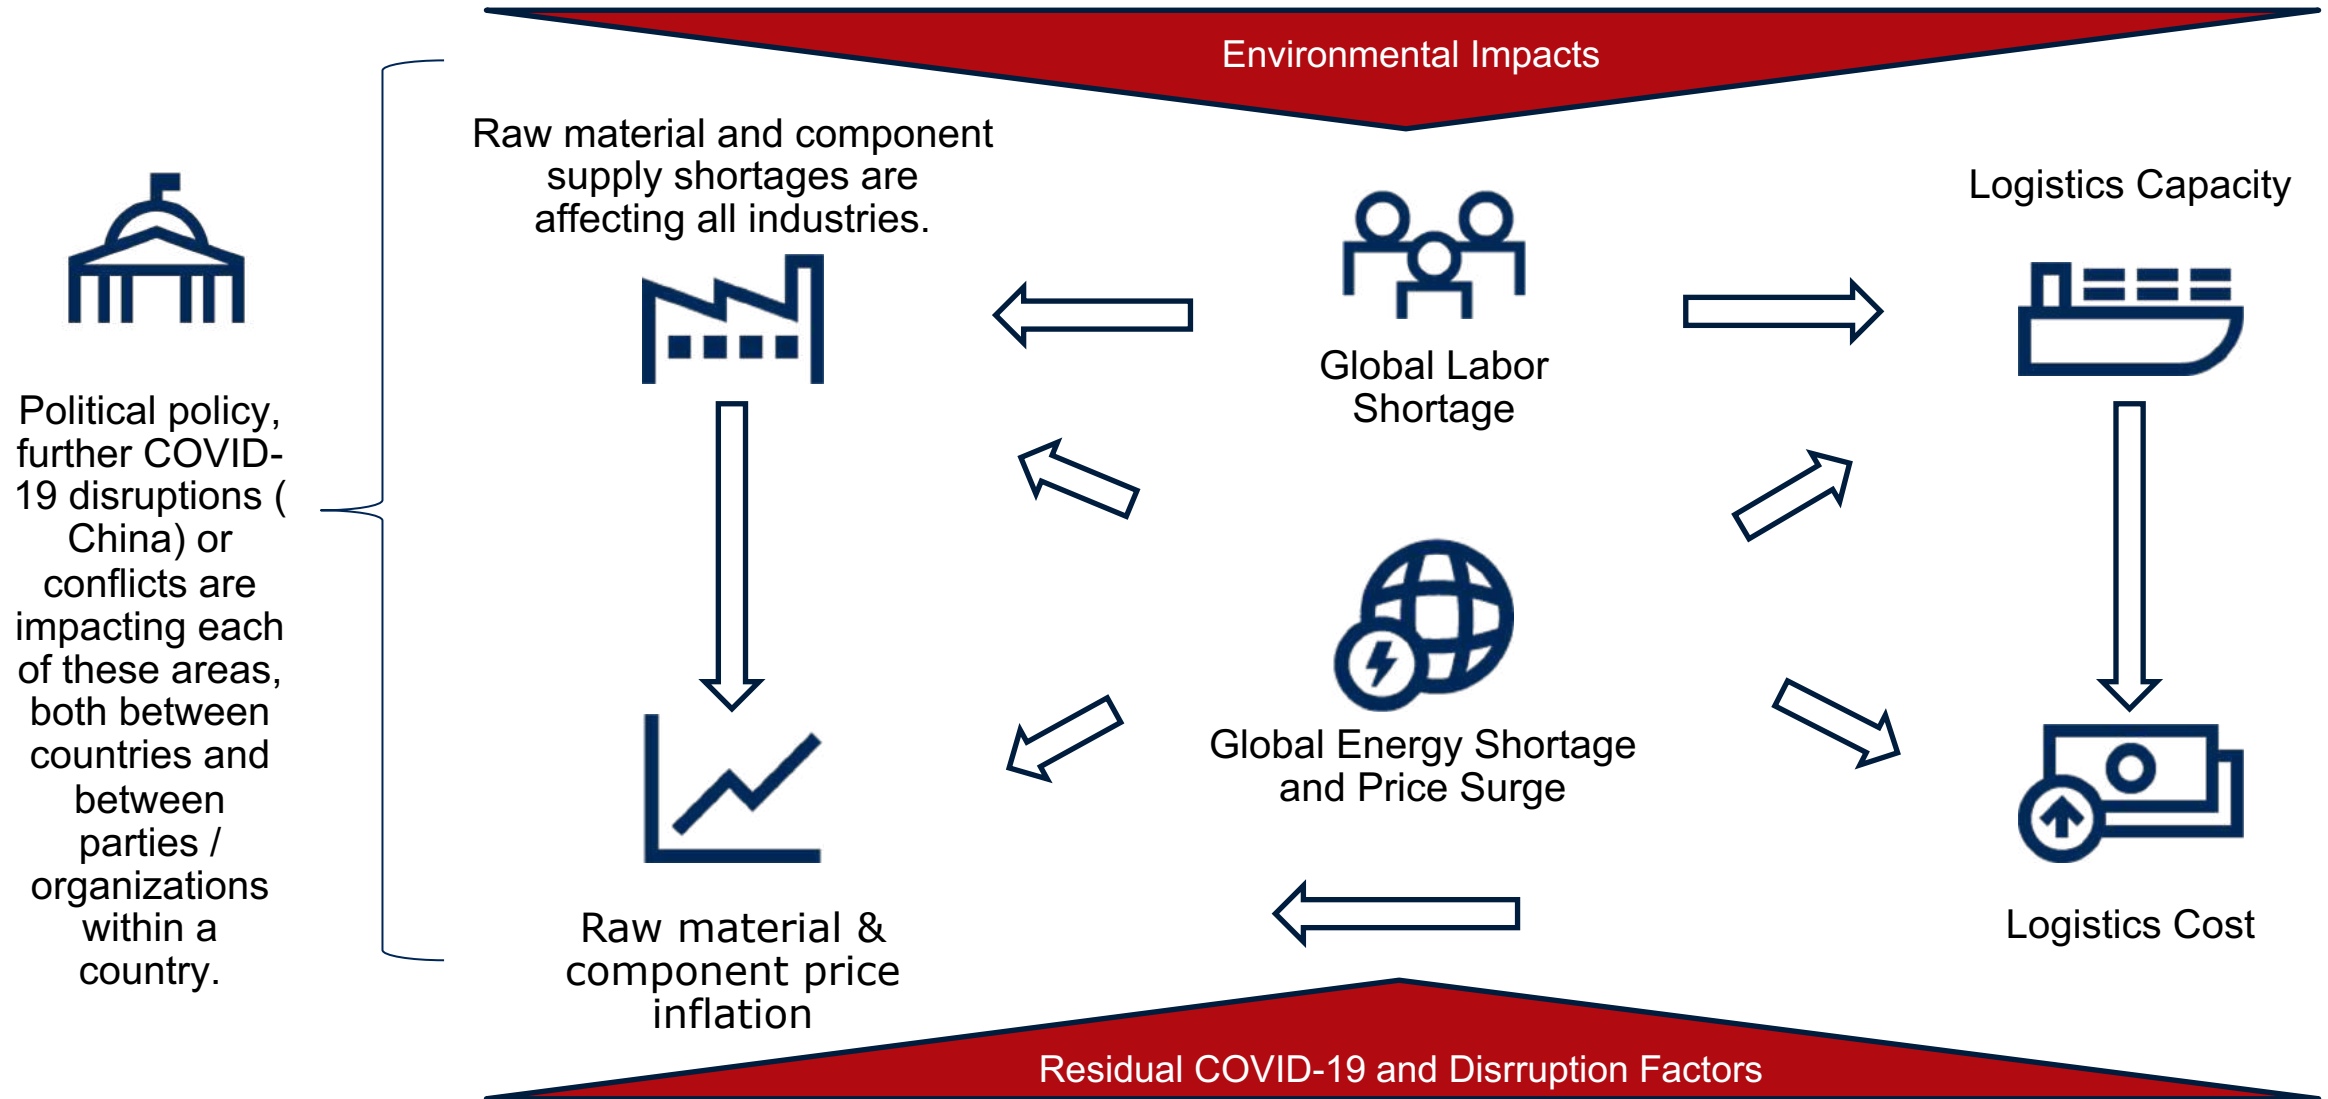 Environmental Impacts
Raw material and component
supply shortages are
affecting all industries.
Logistics Capacity
Global Labor
Shortage
Political policy,
further COVID-
19 disruptions (
China) or
conflicts are
impacting each
of these areas,
both between
countries and
between
parties /
organizations
within a
country.
Global Energy Shortage
and Price Surge
Raw material &
component price
inflation
Logistics Cost
Residual COVID-19 and Disrruption Factors